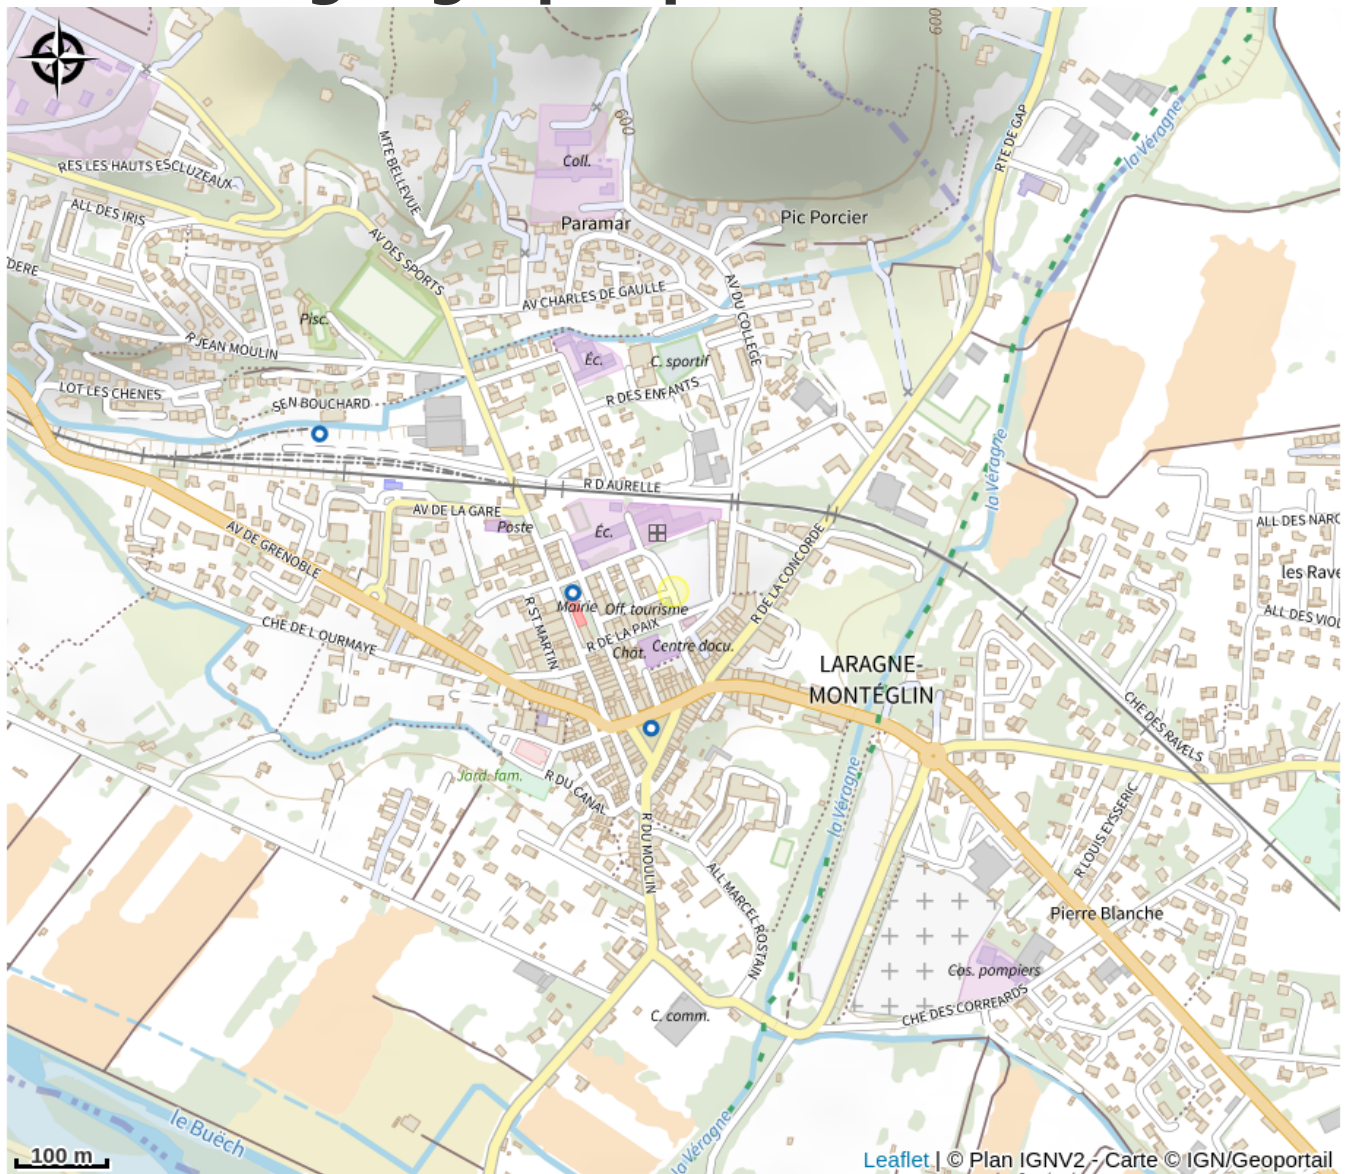 600
RTE DE GAP
la Véragne
600
MTE BELLEVUE
Coll.
RES LES HAUTS ESCLUZEAUX
ALL DES IRIS
Paramar
Pic Porcier
AV DES SPORTS
DERE
AV CHARLES DE GAULLE
AV DU COLLEGE
Pisc.
R JEAN MOULIN
Éc.
C. sportif
LOT LES CHENES
SEN BOUCHARD
R DES ENFANTS
la Véragne
R D AURELLE
AV DE LA GARE
Poste
Éc.
AV DE GRENOBLE
R DE LA CONCORDE
ALL DES NARC
les Rave
ALL DES VIOL
Mairie
Off. tourisme
R ST MARTIN
R DE LA PAIX
CHE DE L OURMAYE
Chât.
Centre docu.
LARAGNE-
MONTÉGLIN
CHE DES RAVELS
la Véragne
Jard. fam.
R DU CANAL
R DU MOULIN
R LOUIS EYSSERIC
ALL MARCEL ROSTAIN
Pierre Blanche
Cas. pompiers
CHE DES CORREARDS
C. comm.
le Buëch
la Véragne
100 m
Leaflet | © Plan IGNV2 - Carte © IGN/Geoportail